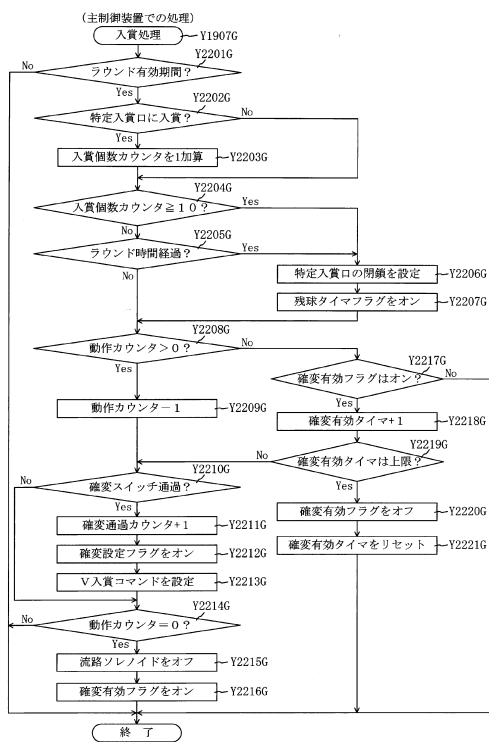 (主制御装置での処理)
入賞処理 Y1907G
Y2201G
ラウンド有効期間?
No
Yes
Y2202G
特定入賞口に入賞?
No
Yes
入賞個数カウンタを1加算 Y2203G
Y2204G
入賞個数カウンタ≧10?
Yes
No
Y2205G
ラウンド時間経過?
Yes
No
特定入賞口の閉鎖を設定 Y2206G
残球タイマフラグをオン Y2207G
Y2208G
動作カウンタ>0?
No
Yes
Y2217G
確変有効フラグはオン?
No
Yes
動作カウンター1 Y2209G
確変有効タイマ+1 Y2218G
Y2219G
確変有効タイマは上限?
No
Yes
Y2210G
確変スイッチ通過?
No
Yes
確変有効フラグをオフ Y2220G
確変通過カウンタ+1 Y2211G
確変有効タイマをリセット Y2221G
確変設定フラグをオン Y2212G
V入賞コマンドを設定 Y2213G
Y2214G
動作カウンタ=0?
No
Yes
流路ソレノイドをオフ Y2215G
確変有効フラグをオン Y2216G
終了